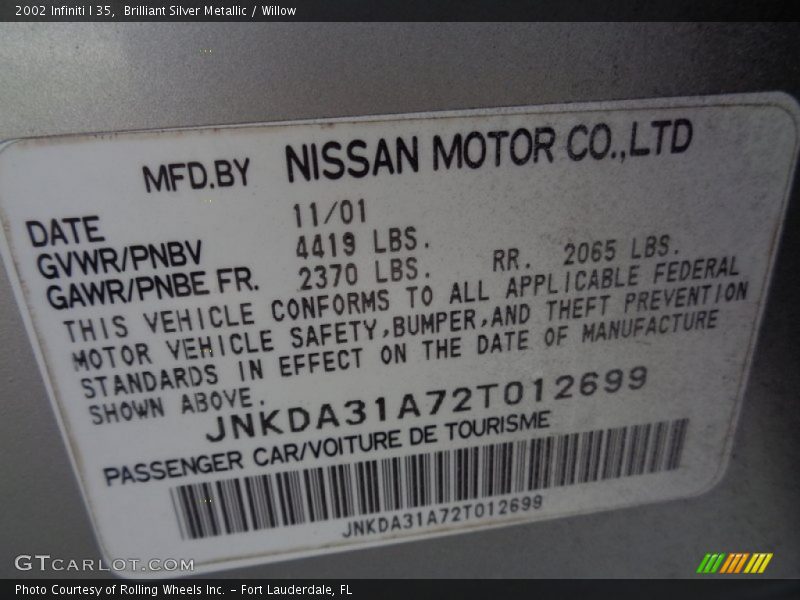 2002 Infiniti I 35,  Brilliant Silver Metallic / Willow
MFD.BY NISSAN MOTOR CO.,LTD
DATE 11/01
GVWR/PNBV 4419 LBS.
GAWR/PNBE FR. 2370 LBS. RR. 2065 LBS.
THIS VEHICLE CONFORMS TO ALL APPLICABLE FEDERAL
MOTOR VEHICLE SAFETY,BUMPER,AND THEFT PREVENTION
STANDARDS IN EFFECT ON THE DATE OF MANUFACTURE
SHOWN ABOVE.
JNKDA31A72T012699
PASSENGER CAR/VOITURE DE TOURISME
JNKDA31A72T012699
GTCARLOT.COM
Photo Courtesy of Rolling Wheels Inc. – Fort Lauderdale, FL